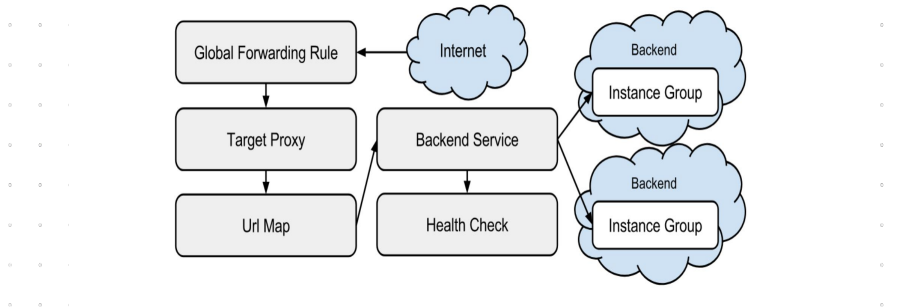 Global Forwarding Rule
Internet
Target Proxy
Url Map
Backend Service
Health Check
Backend
Instance Group
Backend
Instance Group